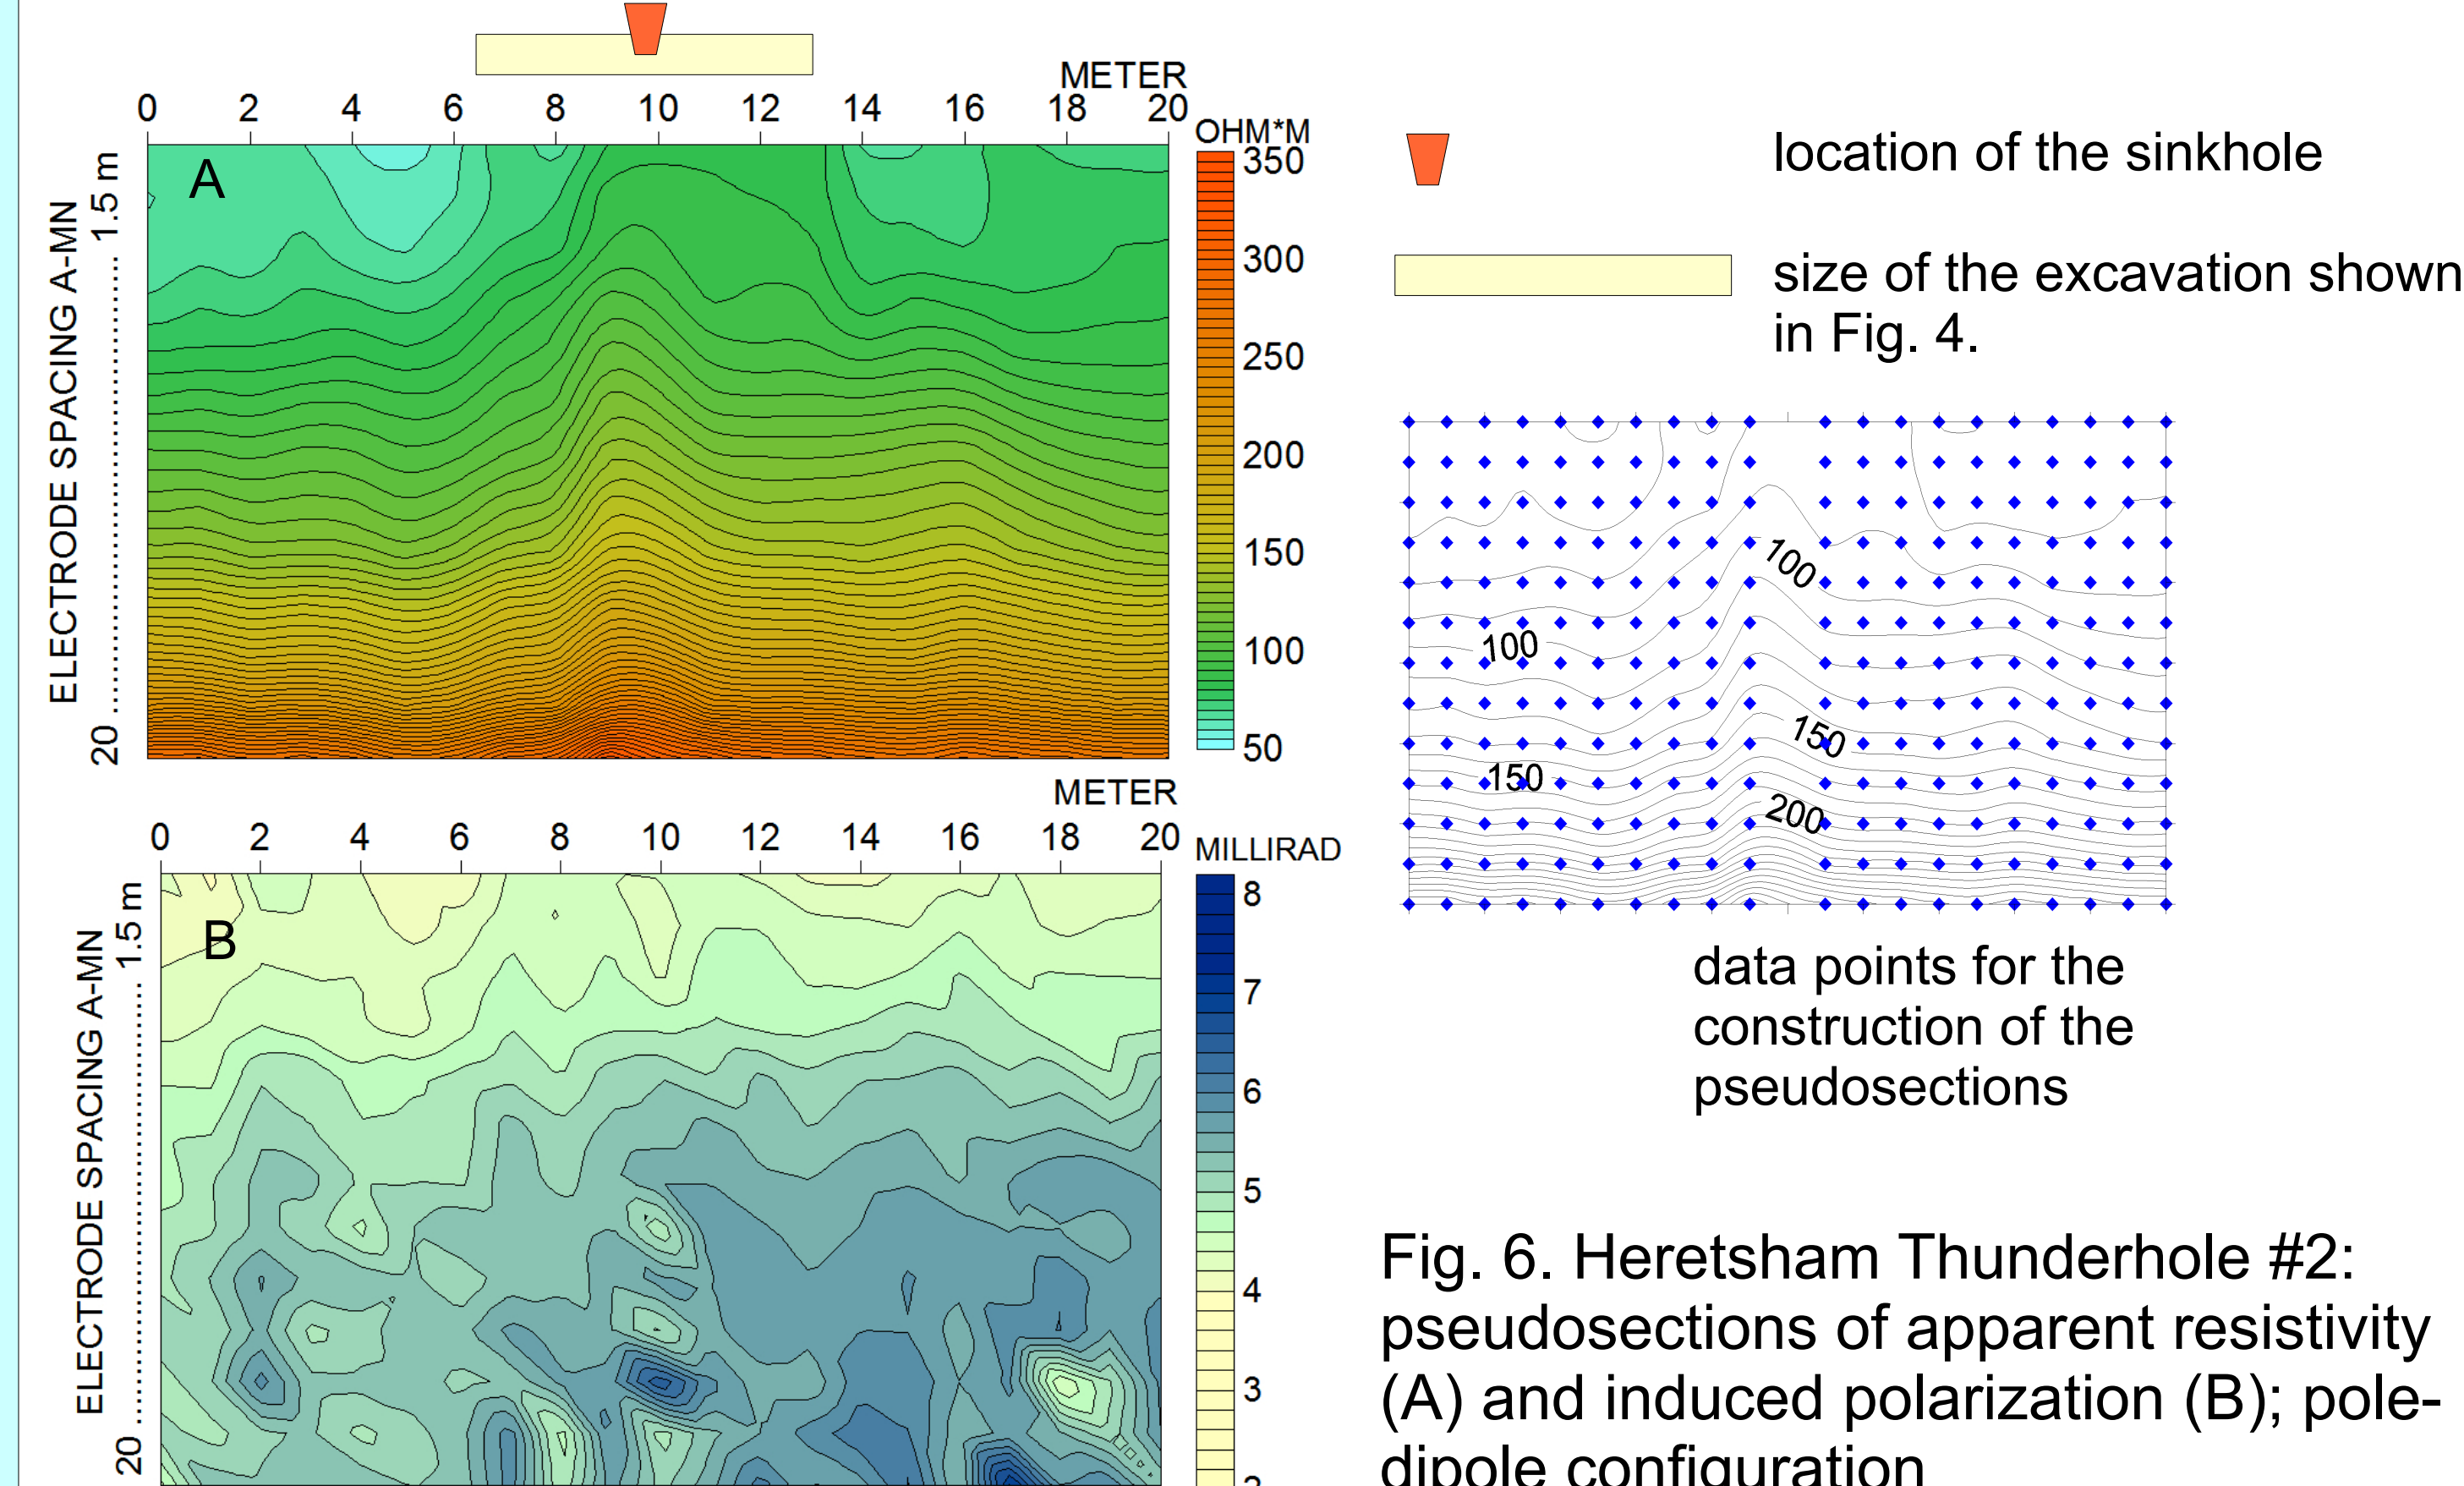 METER
0 2 4 6 8 10 12 14 16 18 20
OHM*M
A
ELECTRODE SPACING A-MN
1.5 m
20
350
300
250
200
150
100
50
METER
0 2 4 6 8 10 12 14 16 18 20
MILLIRAD
B
ELECTRODE SPACING A-MN
1.5 m
20
8
7
6
5
4
3
location of the sinkhole
size of the excavation shown
in Fig. 4.
100
100
150
150
200
data points for the
construction of the
pseudosections
Fig. 6. Heretsham Thunderhole #2:
pseudosections of apparent resistivity
(A) and induced polarization (B); pole-
dipole configuration